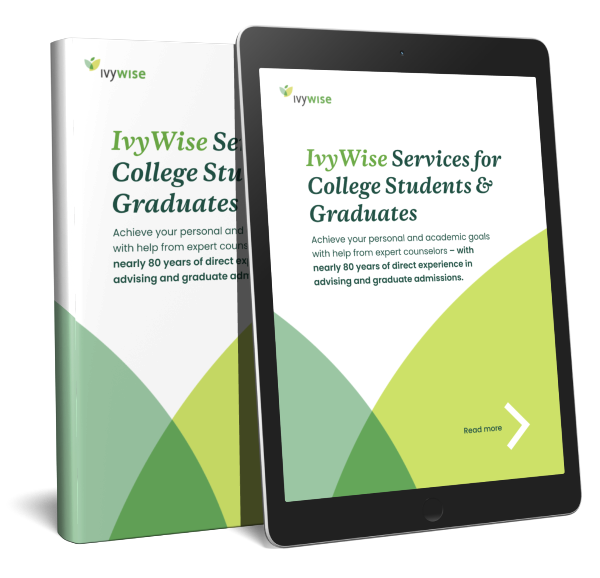 ivywise
IvyWise Se
College Stu
Graduates
Achieve your personal and
with help from expert couns
nearly 80 years of direct exp
advising and graduate adm
ivywise
IvyWise Services for
College Students &
Graduates
Achieve your personal and academic goals
with help from expert counselors – with
nearly 80 years of direct experience in
advising and graduate admissions.
Read more